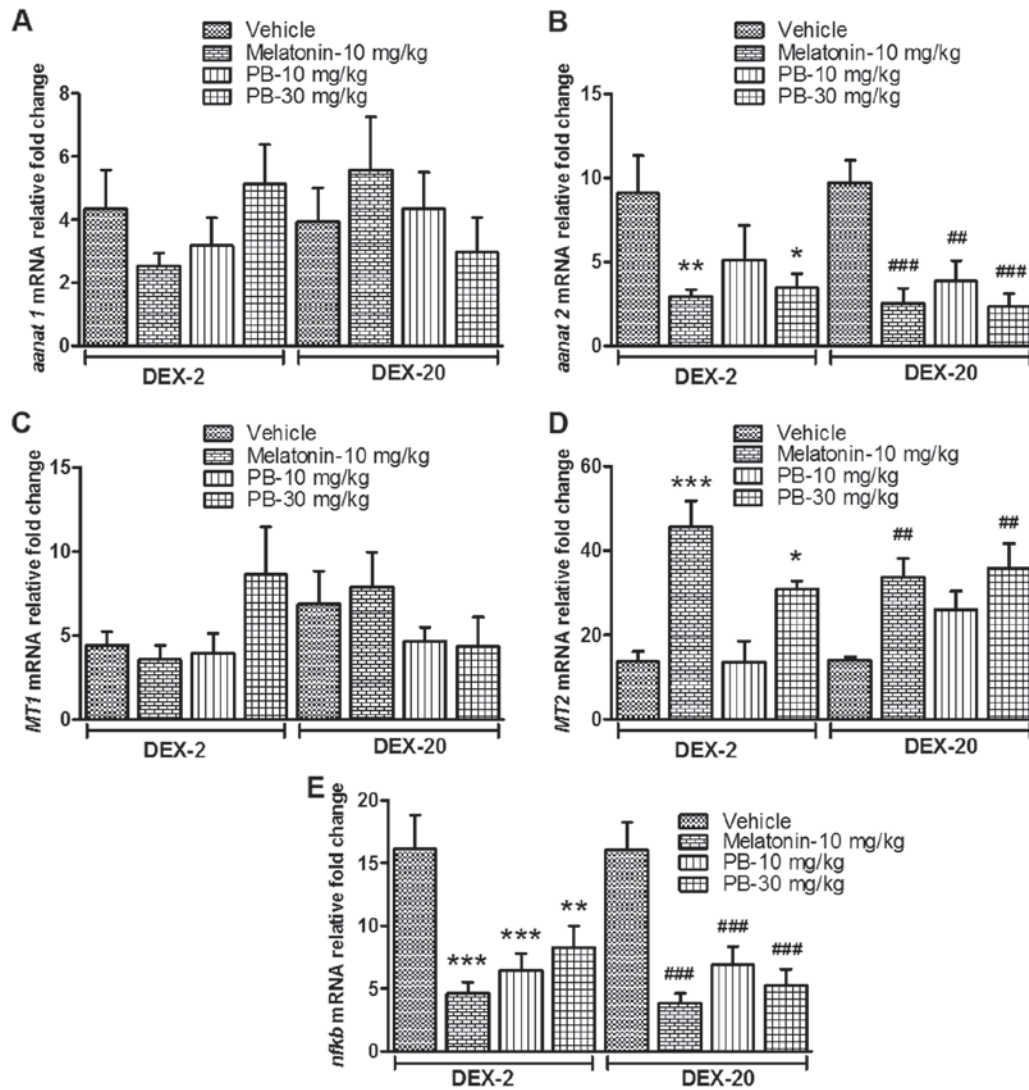 A
Vehicle
Melatonin-10 mg/kg
PB-10 mg/kg
PB-30 mg/kg
aanat 1 mRNA relative fold change
8
6
4
2
0
DEX-2
DEX-20
B
Vehicle
Melatonin-10 mg/kg
PB-10 mg/kg
PB-30 mg/kg
aanat 2 mRNA relative fold change
15
10
5
0
**
*
###
##
###
DEX-2
DEX-20
C
Vehicle
Melatonin-10 mg/kg
PB-10 mg/kg
PB-30 mg/kg
MT1 mRNA relative fold change
15
10
5
0
DEX-2
DEX-20
D
Vehicle
Melatonin-10 mg/kg
PB-10 mg/kg
PB-30 mg/kg
MT2 mRNA relative fold change
60
40
20
0
***
*
##
##
DEX-2
DEX-20
E
Vehicle
Melatonin-10 mg/kg
PB-10 mg/kg
PB-30 mg/kg
nfkb mRNA relative fold change
20
15
10
5
0
***
***
**
###
###
###
DEX-2
DEX-20